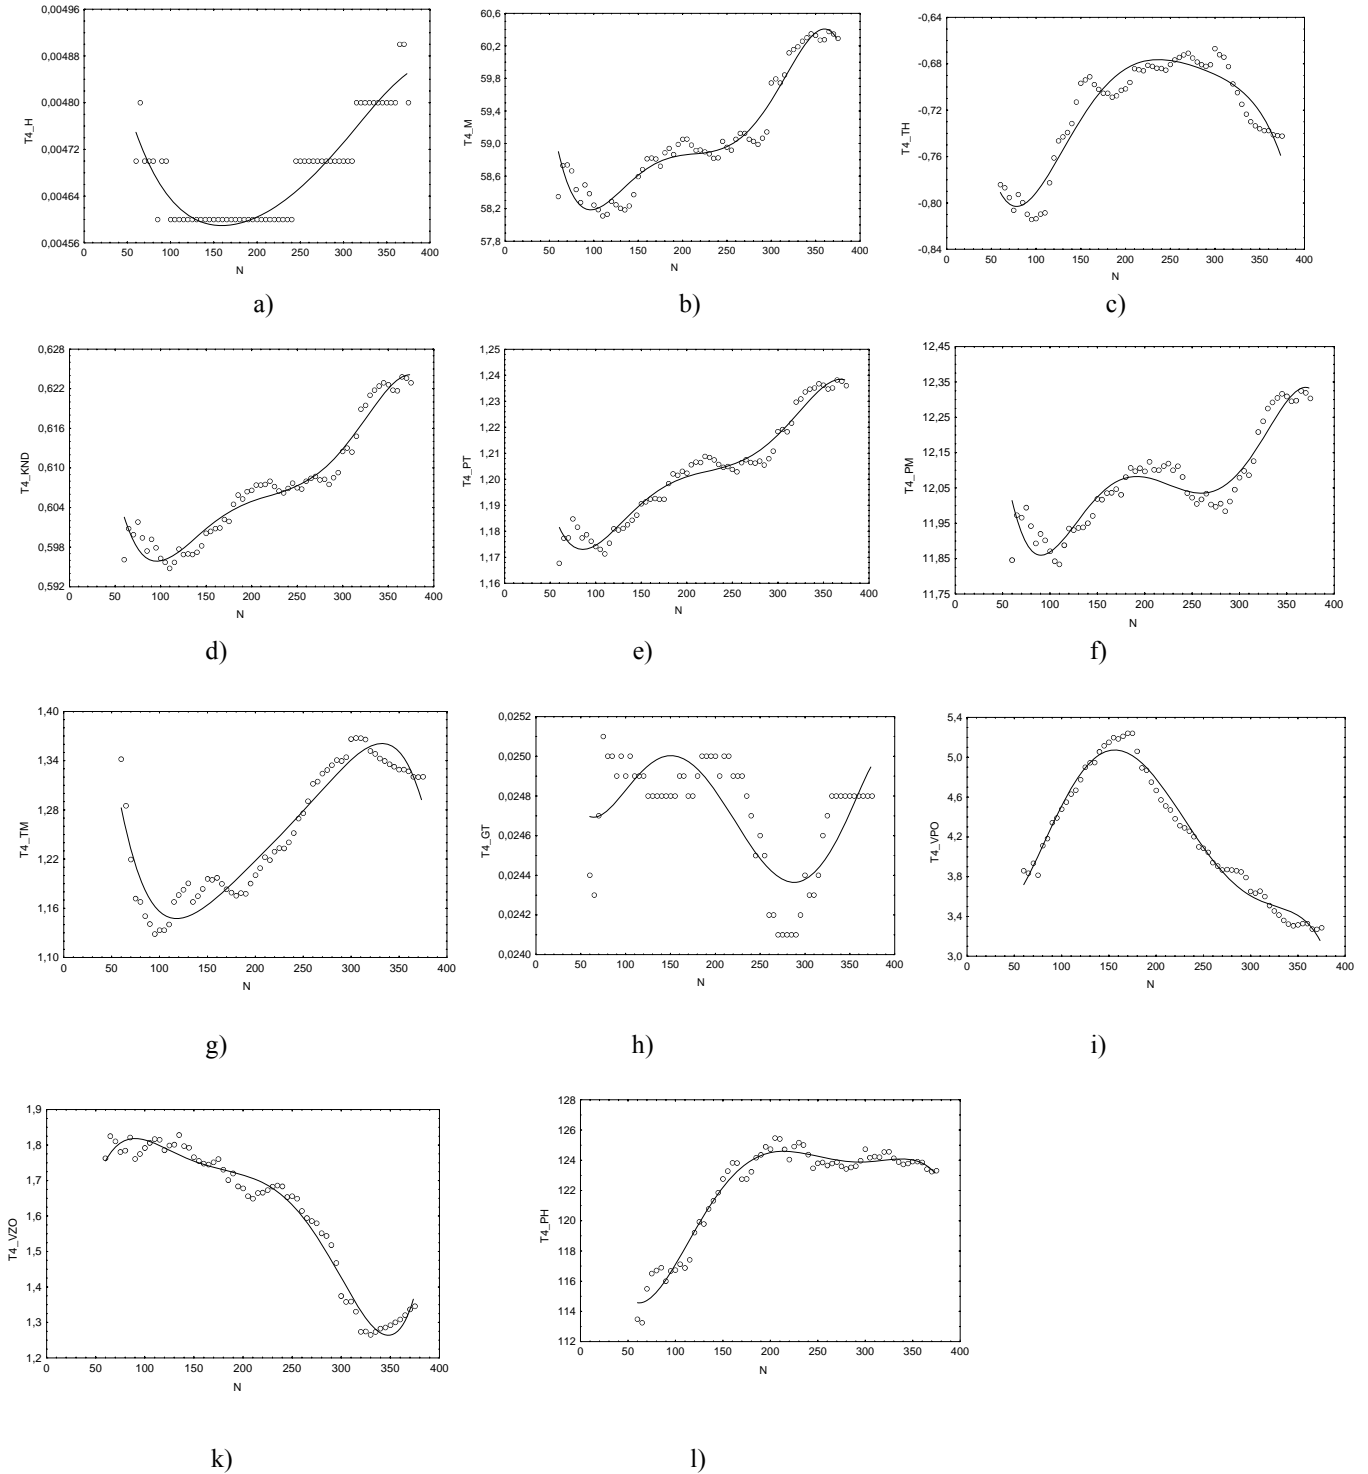 0,00496
0,00488
0,00480
0,00472
0,00464
0,00456
T4_H
0 50 100 150 200 250 300 350 400
N
a)
60,6
60,2
59,8
59,4
59,0
58,6
58,2
57,8
T4_M
0 50 100 150 200 250 300 350 400
N
b)
-0,64
-0,68
-0,72
-0,76
-0,80
-0,84
T4_TH
0 50 100 150 200 250 300 350 400
N
c)
0,628
0,622
0,616
0,610
0,604
0,598
0,592
T4_KND
0 50 100 150 200 250 300 350 400
N
d)
1,25
1,24
1,23
1,22
1,21
1,20
1,19
1,18
1,17
1,16
T4_PT
0 50 100 150 200 250 300 350 400
N
e)
12,45
12,35
12,25
12,15
12,05
11,95
11,85
11,75
T4_PM
0 50 100 150 200 250 300 350 400
N
f)
1,40
1,34
1,28
1,22
1,16
1,10
T4_TM
0 50 100 150 200 250 300 350 400
N
g)
0,0252
0,0250
0,0248
0,0246
0,0244
0,0242
0,0240
T4_GT
0 50 100 150 200 250 300 350 400
N
h)
5,4
5,0
4,6
4,2
3,8
3,4
3,0
T4_VPO
0 50 100 150 200 250 300 350 400
N
i)
1,9
1,8
1,7
1,6
1,5
1,4
1,3
1,2
T4_VZO
0 50 100 150 200 250 300 350 400
N
k)
128
126
124
122
120
118
116
114
112
T4_PH
0 50 100 150 200 250 300 350 400
N
l)